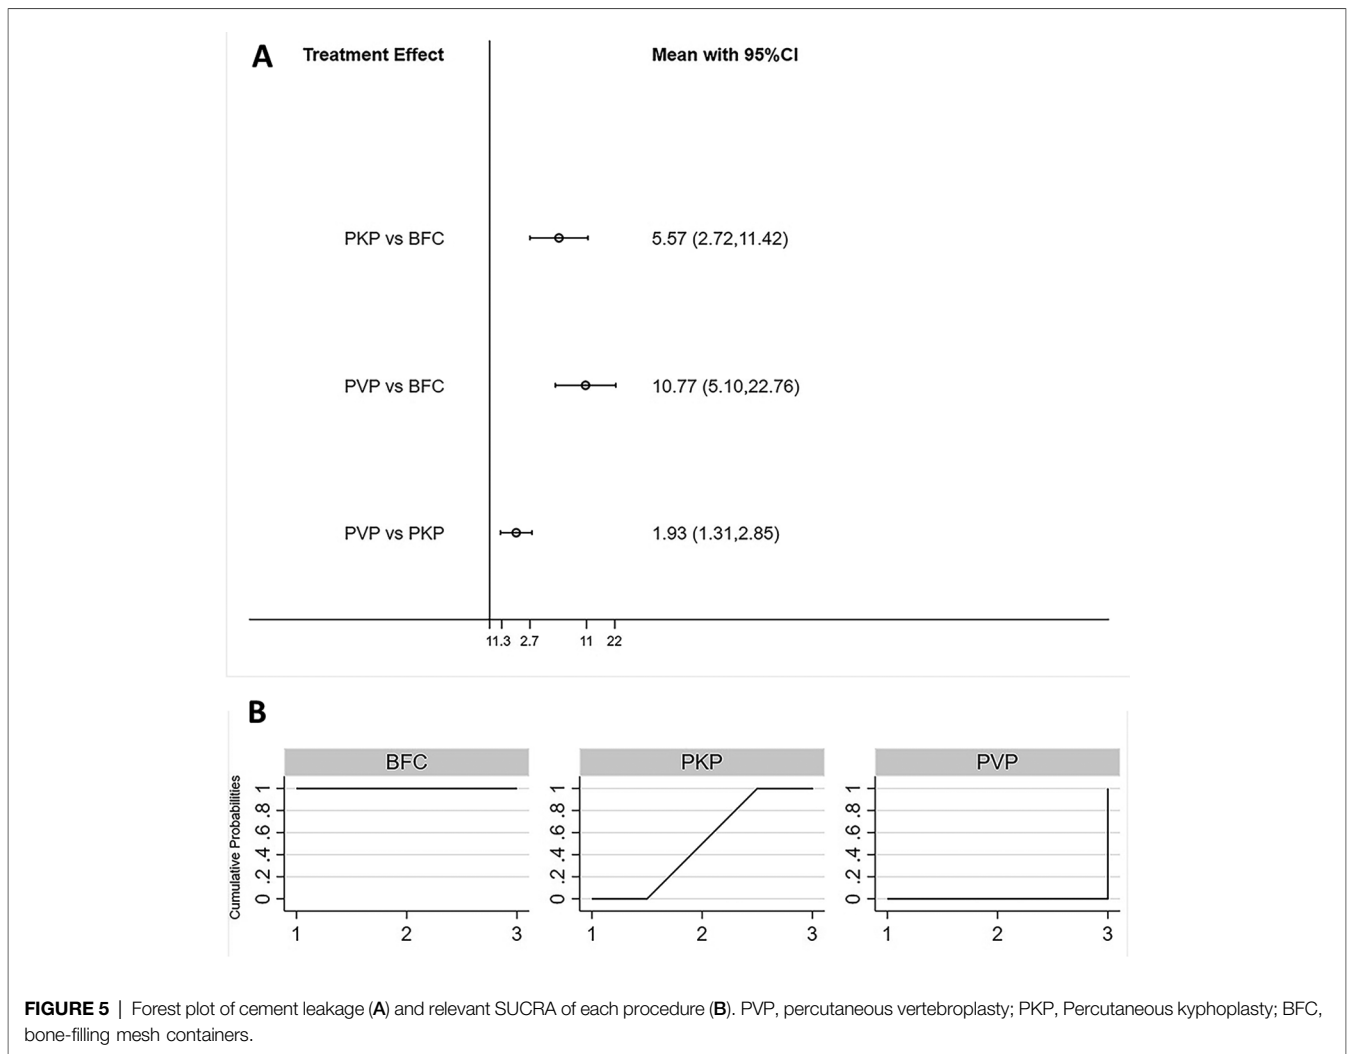 A Treatment Effect Mean with 95%CI
PKP vs BFC 5.57 (2.72,11.42)
PVP vs BFC 10.77 (5.10,22.76)
PVP vs PKP 1.93 (1.31,2.85)
11.3 2.7 11 22
B
BFC PKP PVP
Cumulative Probabilities
0 .2 .4 .6 .8 1
0 .2 .4 .6 .8 1
0 .2 .4 .6 .8 1
1 2 3 1 2 3 1 2 3
FIGURE 5 | Forest plot of cement leakage (A) and relevant SUCRA of each procedure (B). PVP, percutaneous vertebroplasty; PKP, Percutaneous kyphoplasty; BFC,
bone-filling mesh containers.